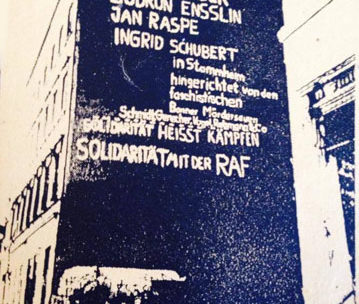 GUDRUN ENSSLIN
JAN RASPE
INGRID SCHUBERT
in Stammheim
hingerichtet von den
faschistischen
Bonner Mördersau
SOLIDARITÄT HEISST KÄMPFEN
SOLIDARITÄT MIT DER RAF